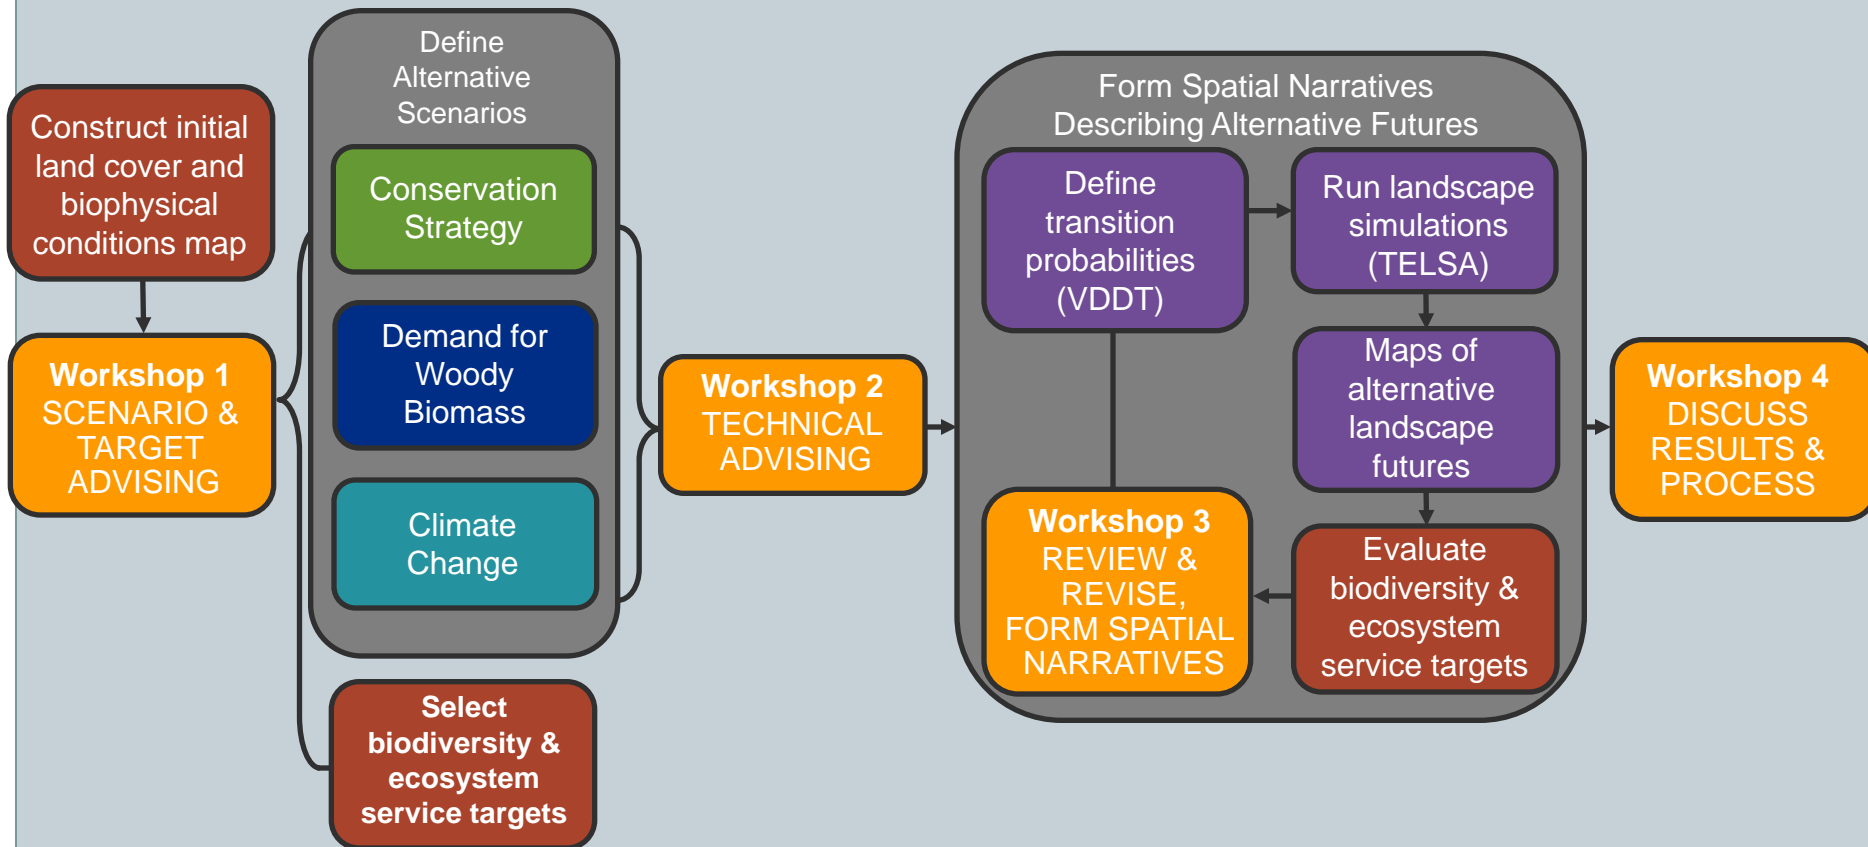 Construct initial
land cover and
biophysical
conditions map
Workshop 1
SCENARIO &
TARGET
ADVISING
Define
Alternative
Scenarios
Conservation
Strategy
Demand for
Woody
Biomass
Climate
Change
Select
biodiversity &
ecosystem
service targets
Workshop 2
TECHNICAL
ADVISING
Form Spatial Narratives
Describing Alternative Futures
Define
transition
probabilities
(VDDT)
Run landscape
simulations
(TELSA)
Maps of
alternative
landscape
futures
Evaluate
biodiversity &
ecosystem
service targets
Workshop 3
REVIEW &
REVISE,
FORM SPATIAL
NARRATIVES
Workshop 4
DISCUSS
RESULTS &
PROCESS